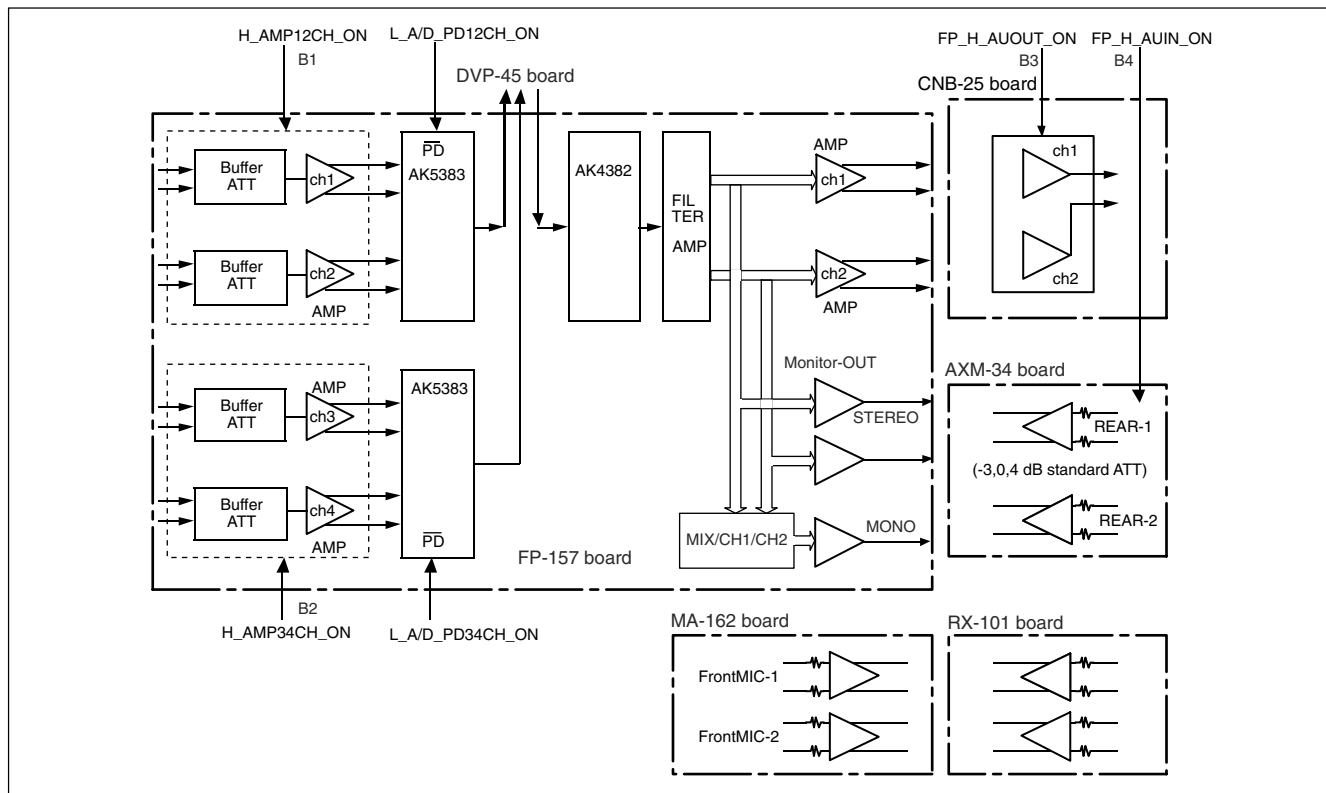 H_AMP12CH_ON
L_A/D_PD12CH_ON
FP_H_AUOUT_ON
FP_H_AUIN_ON
B1
B3
B4
DVP-45 board
CNB-25 board
Buffer
ATT
ch1
PD
AK5383
AK4382
FIL
TER
AMP
AMP
ch1
ch1
Buffer
ATT
ch2
AMP
ch2
AMP
ch2
Buffer
ATT
AMP
ch3
AK5383
Monitor-OUT
STEREO
AXM-34 board
REAR-1
(-3,0,4 dB standard ATT)
REAR-2
Buffer
ATT
ch4
AMP
PD
FP-157 board
MIX/CH1/CH2
MONO
B2
H_AMP34CH_ON
L_A/D_PD34CH_ON
MA-162 board
FrontMIC-1
FrontMIC-2
RX-101 board